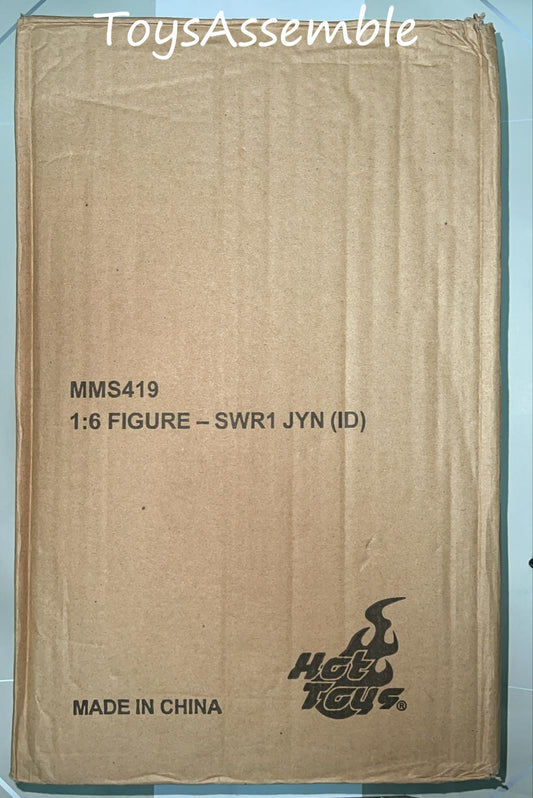 ToysAssemble
MMS419
1:6 FIGURE – SWR1 JYN (ID)
Hot
Toys®
MADE IN CHINA